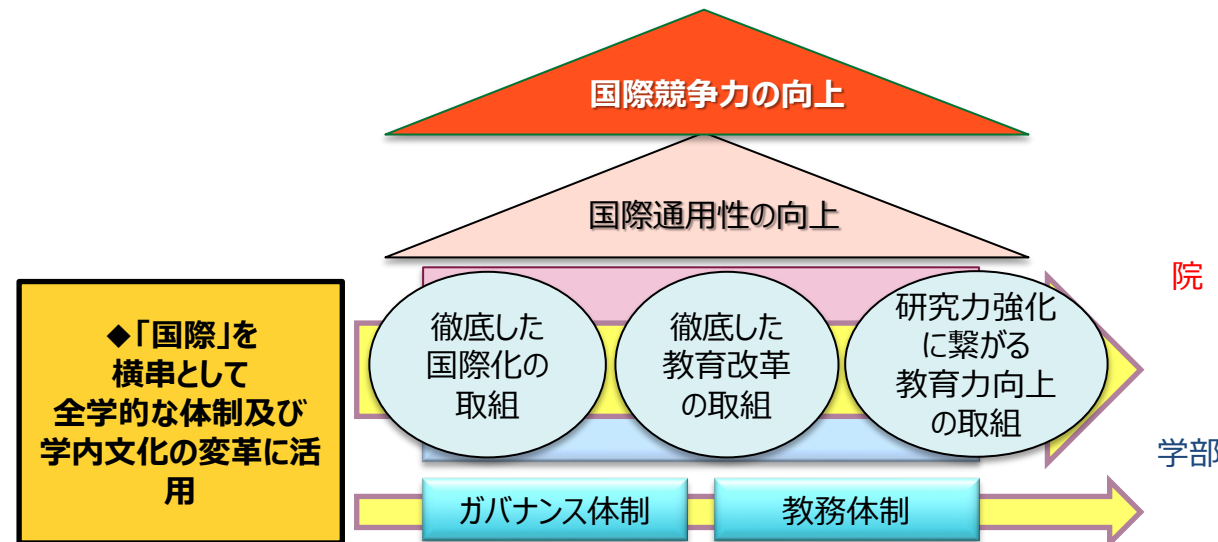 国際競争力の向上
国際通用性の向上
院
◆「国際」を
横串として
全学的な体制及び
学内文化の変革に活
用
徹底した
国際化の
取組
徹底した
教育改革
の取組
研究力強化
に繋がる
教育力向上
の取組
学部
ガバナンス体制
教務体制